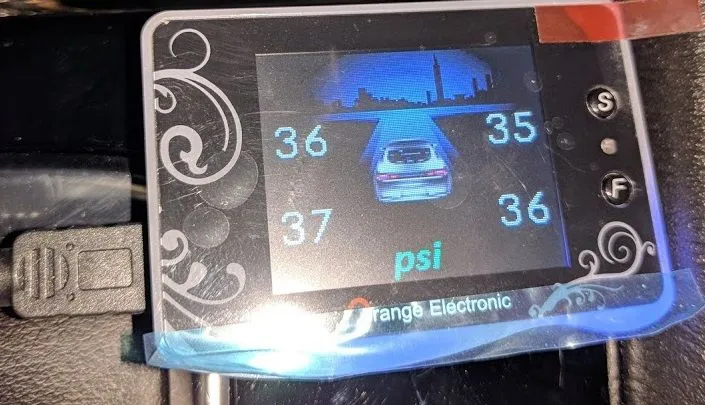 36 35
S
37 36
F
psi
Orange Electronic